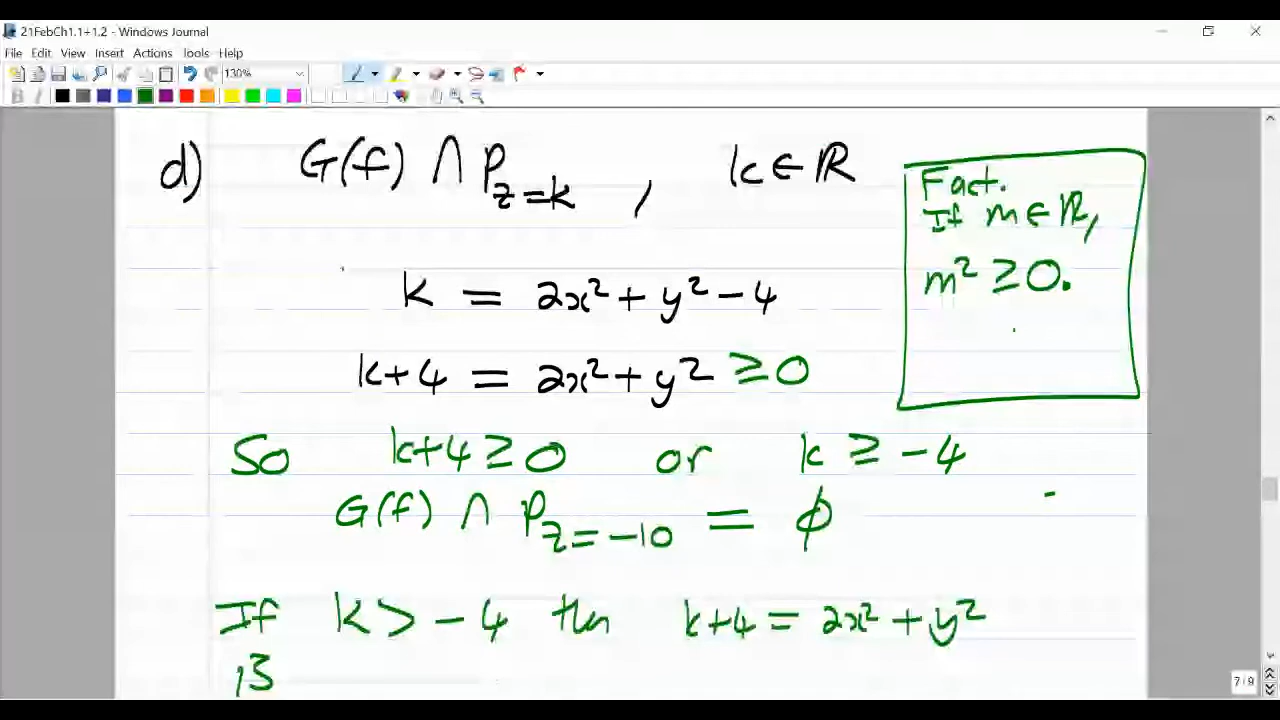 21FebCh1.1+1.2 - Windows Journal
File Edit View Insert Actions Tools Help
130%
d) G(f) ∩ P_{z=k}, k ∈ ℝ
Fact.
If m ∈ ℝ,
m² ≥ 0.
k = 2x² + y² - 4
k+4 = 2x² + y² ≥ 0
So k+4 ≥ 0 or k ≥ -4
G(f) ∩ P_{z=-10} = ϕ
If k > -4 then k+4 = 2x² + y²
is
7/9